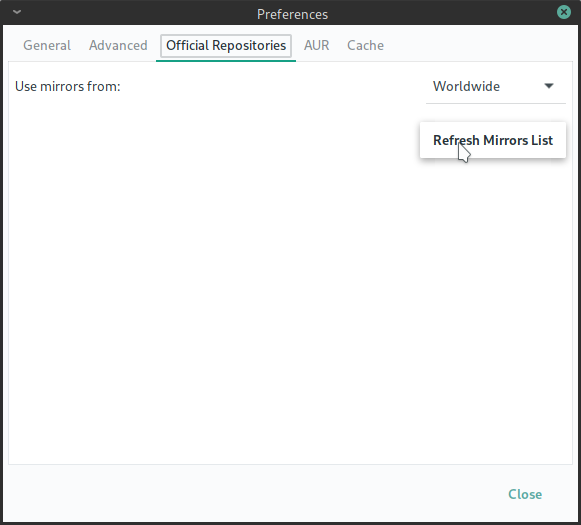 Preferences
General Advanced Official Repositories AUR Cache
Use mirrors from: Worldwide
Refresh Mirrors List
Close